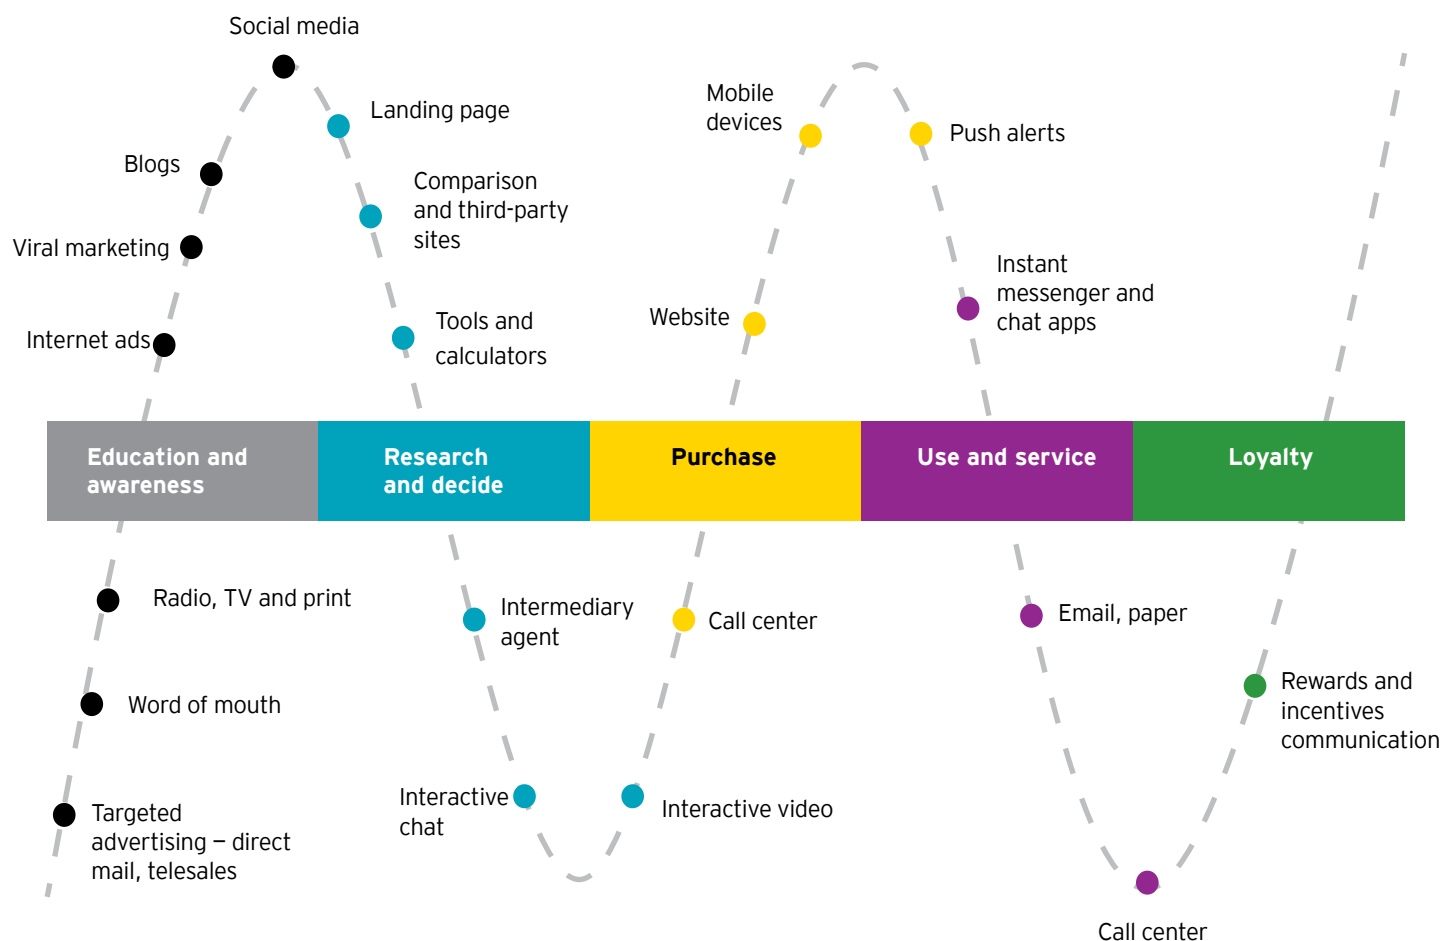 Social media
Landing page
Blogs
Comparison
and third-party
sites
Viral marketing
Internet ads
Tools and
calculators
Mobile
devices
Push alerts
Website
Instant
messenger and
chat apps
Education and
awareness
Research
and decide
Purchase
Use and service
Loyalty
Radio, TV and print
Word of mouth
Targeted
advertising – direct
mail, telesales
Intermediary
agent
Interactive
chat
Call center
Interactive video
Email, paper
Call center
Rewards and
incentives
communication